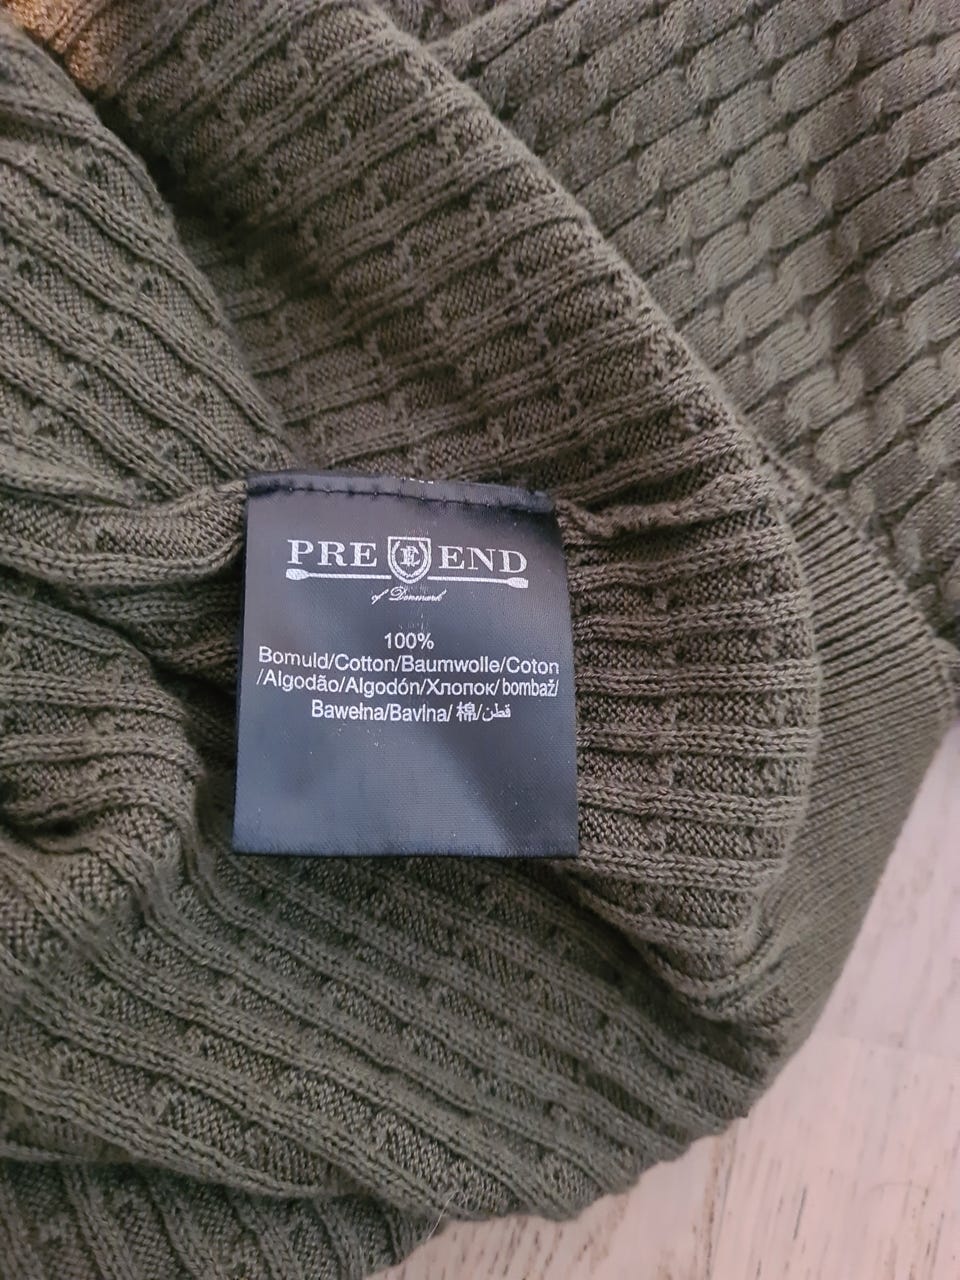 PRE END
of Denmark
100%
Bomuld/Cotton/Baumwolle/Coton
/Algodão/Algodón/Хлопок/bombaž/
Bawełna/Bavlna/ 棉/قطن